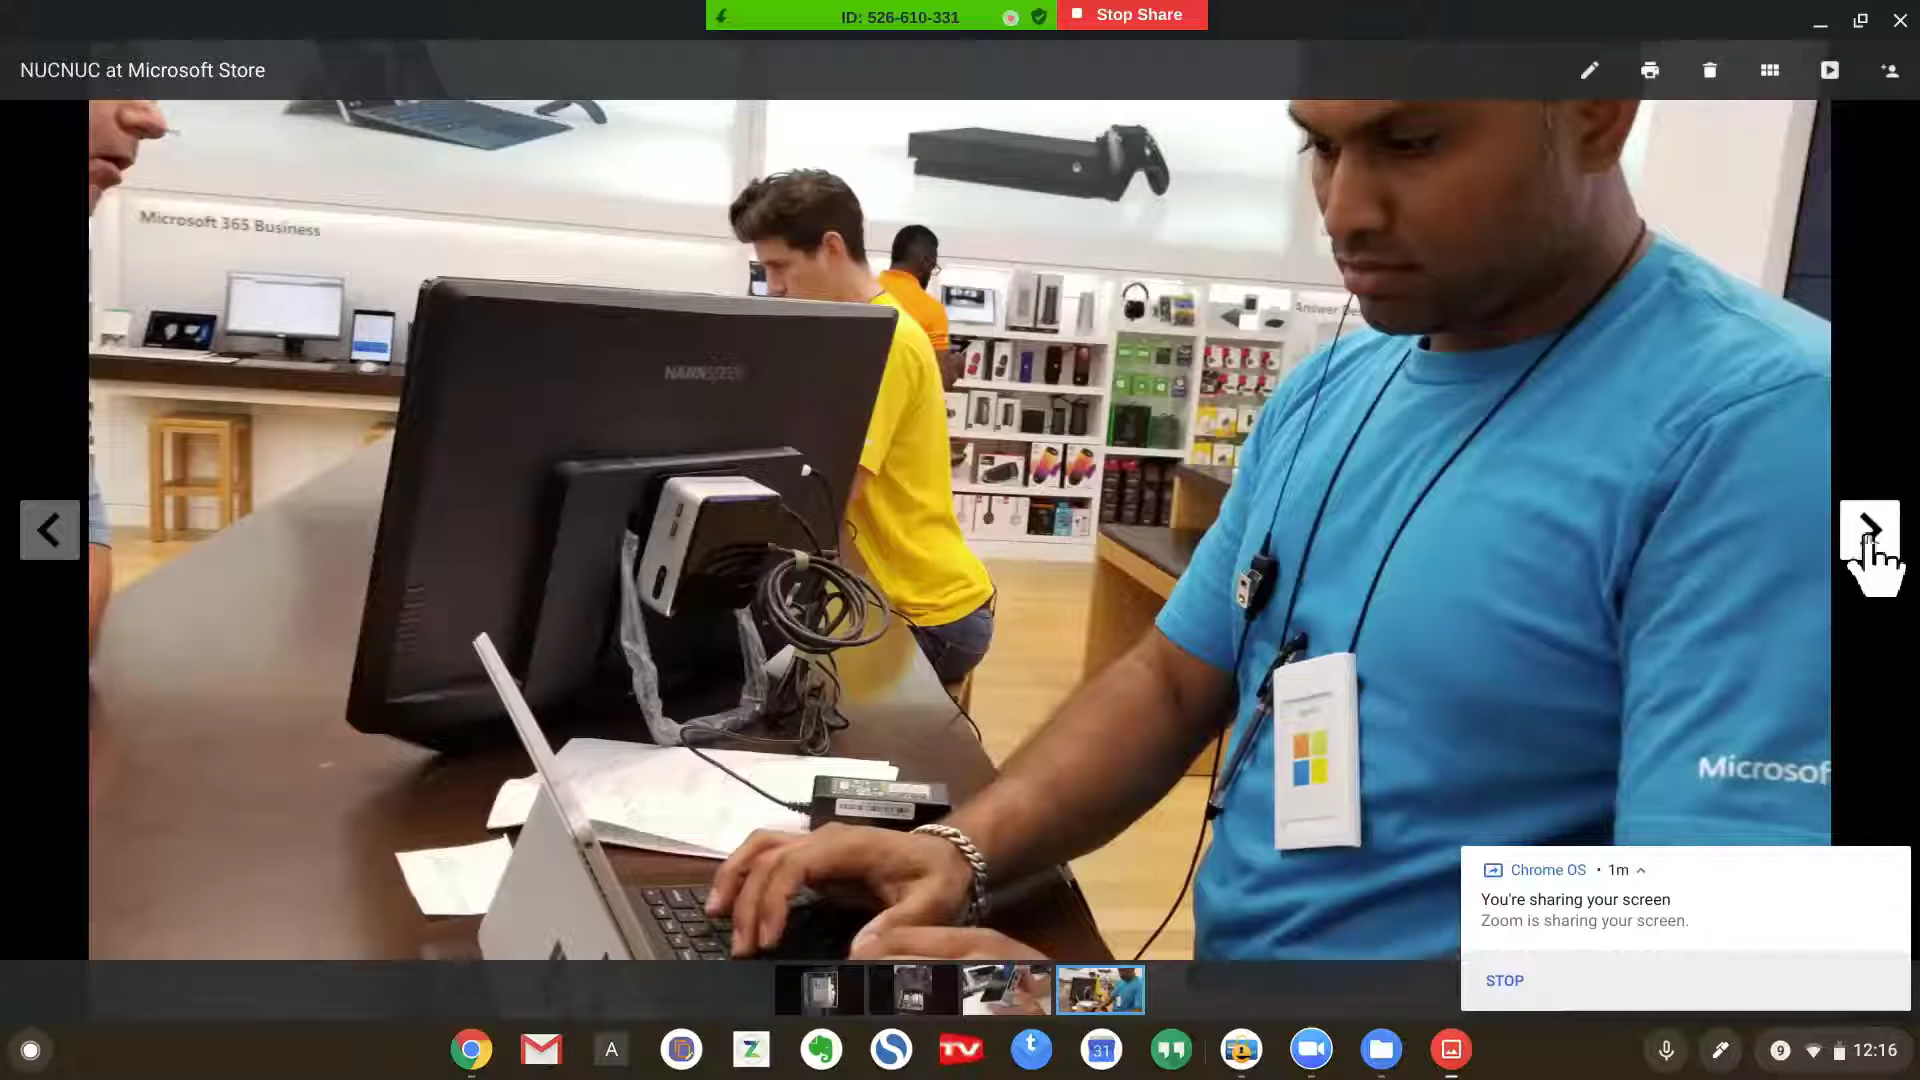 ID: 526-610-331
Stop Share
NUCNUC at Microsoft Store
Microsoft 365 Business
Microsof
Chrome OS • 1m
You're sharing your screen
Zoom is sharing your screen.
STOP
A
Z
TV
t
31
9
12:16